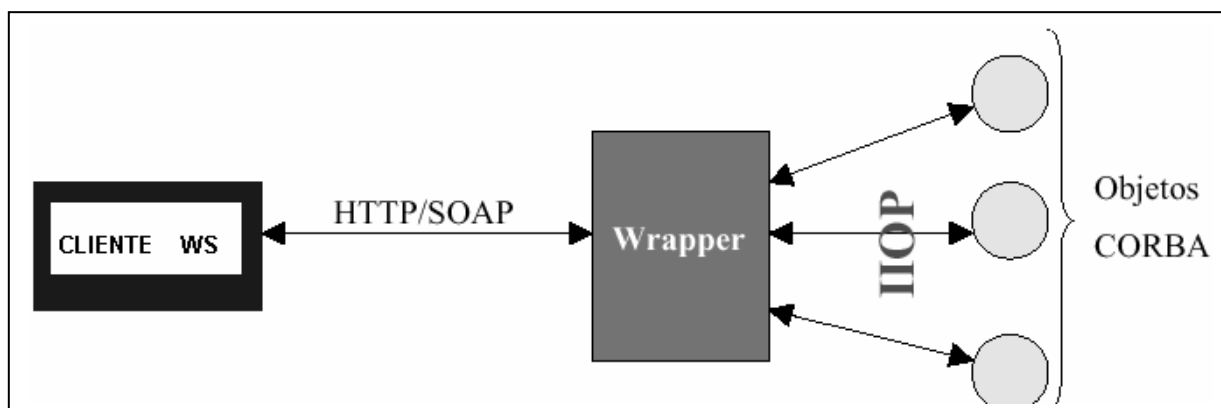 CLIENTE WS
HTTP/SOAP
Wrapper
IIOP
Objetos
CORBA